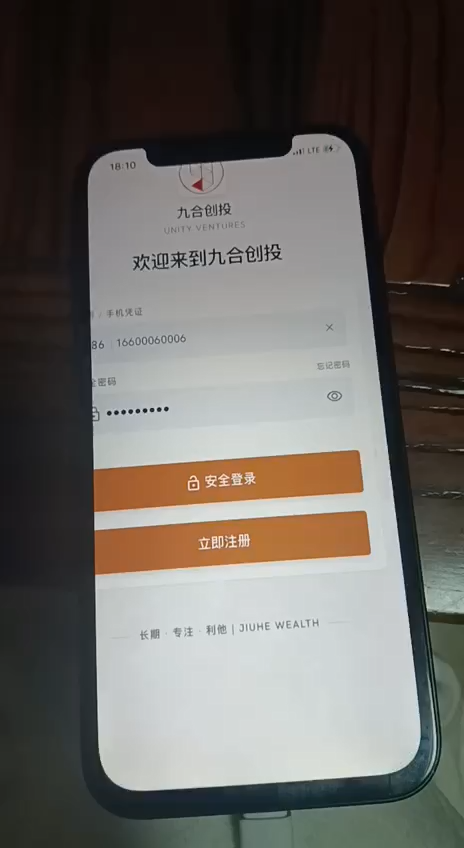 18:10
LTE
九合创投
UNITY VENTURES
欢迎来到九合创投
/ 手机凭证
86 16600060006
全密码
忘记密码
安全登录
立即注册
长期 · 专注 · 利他 | JIUHE WEALTH